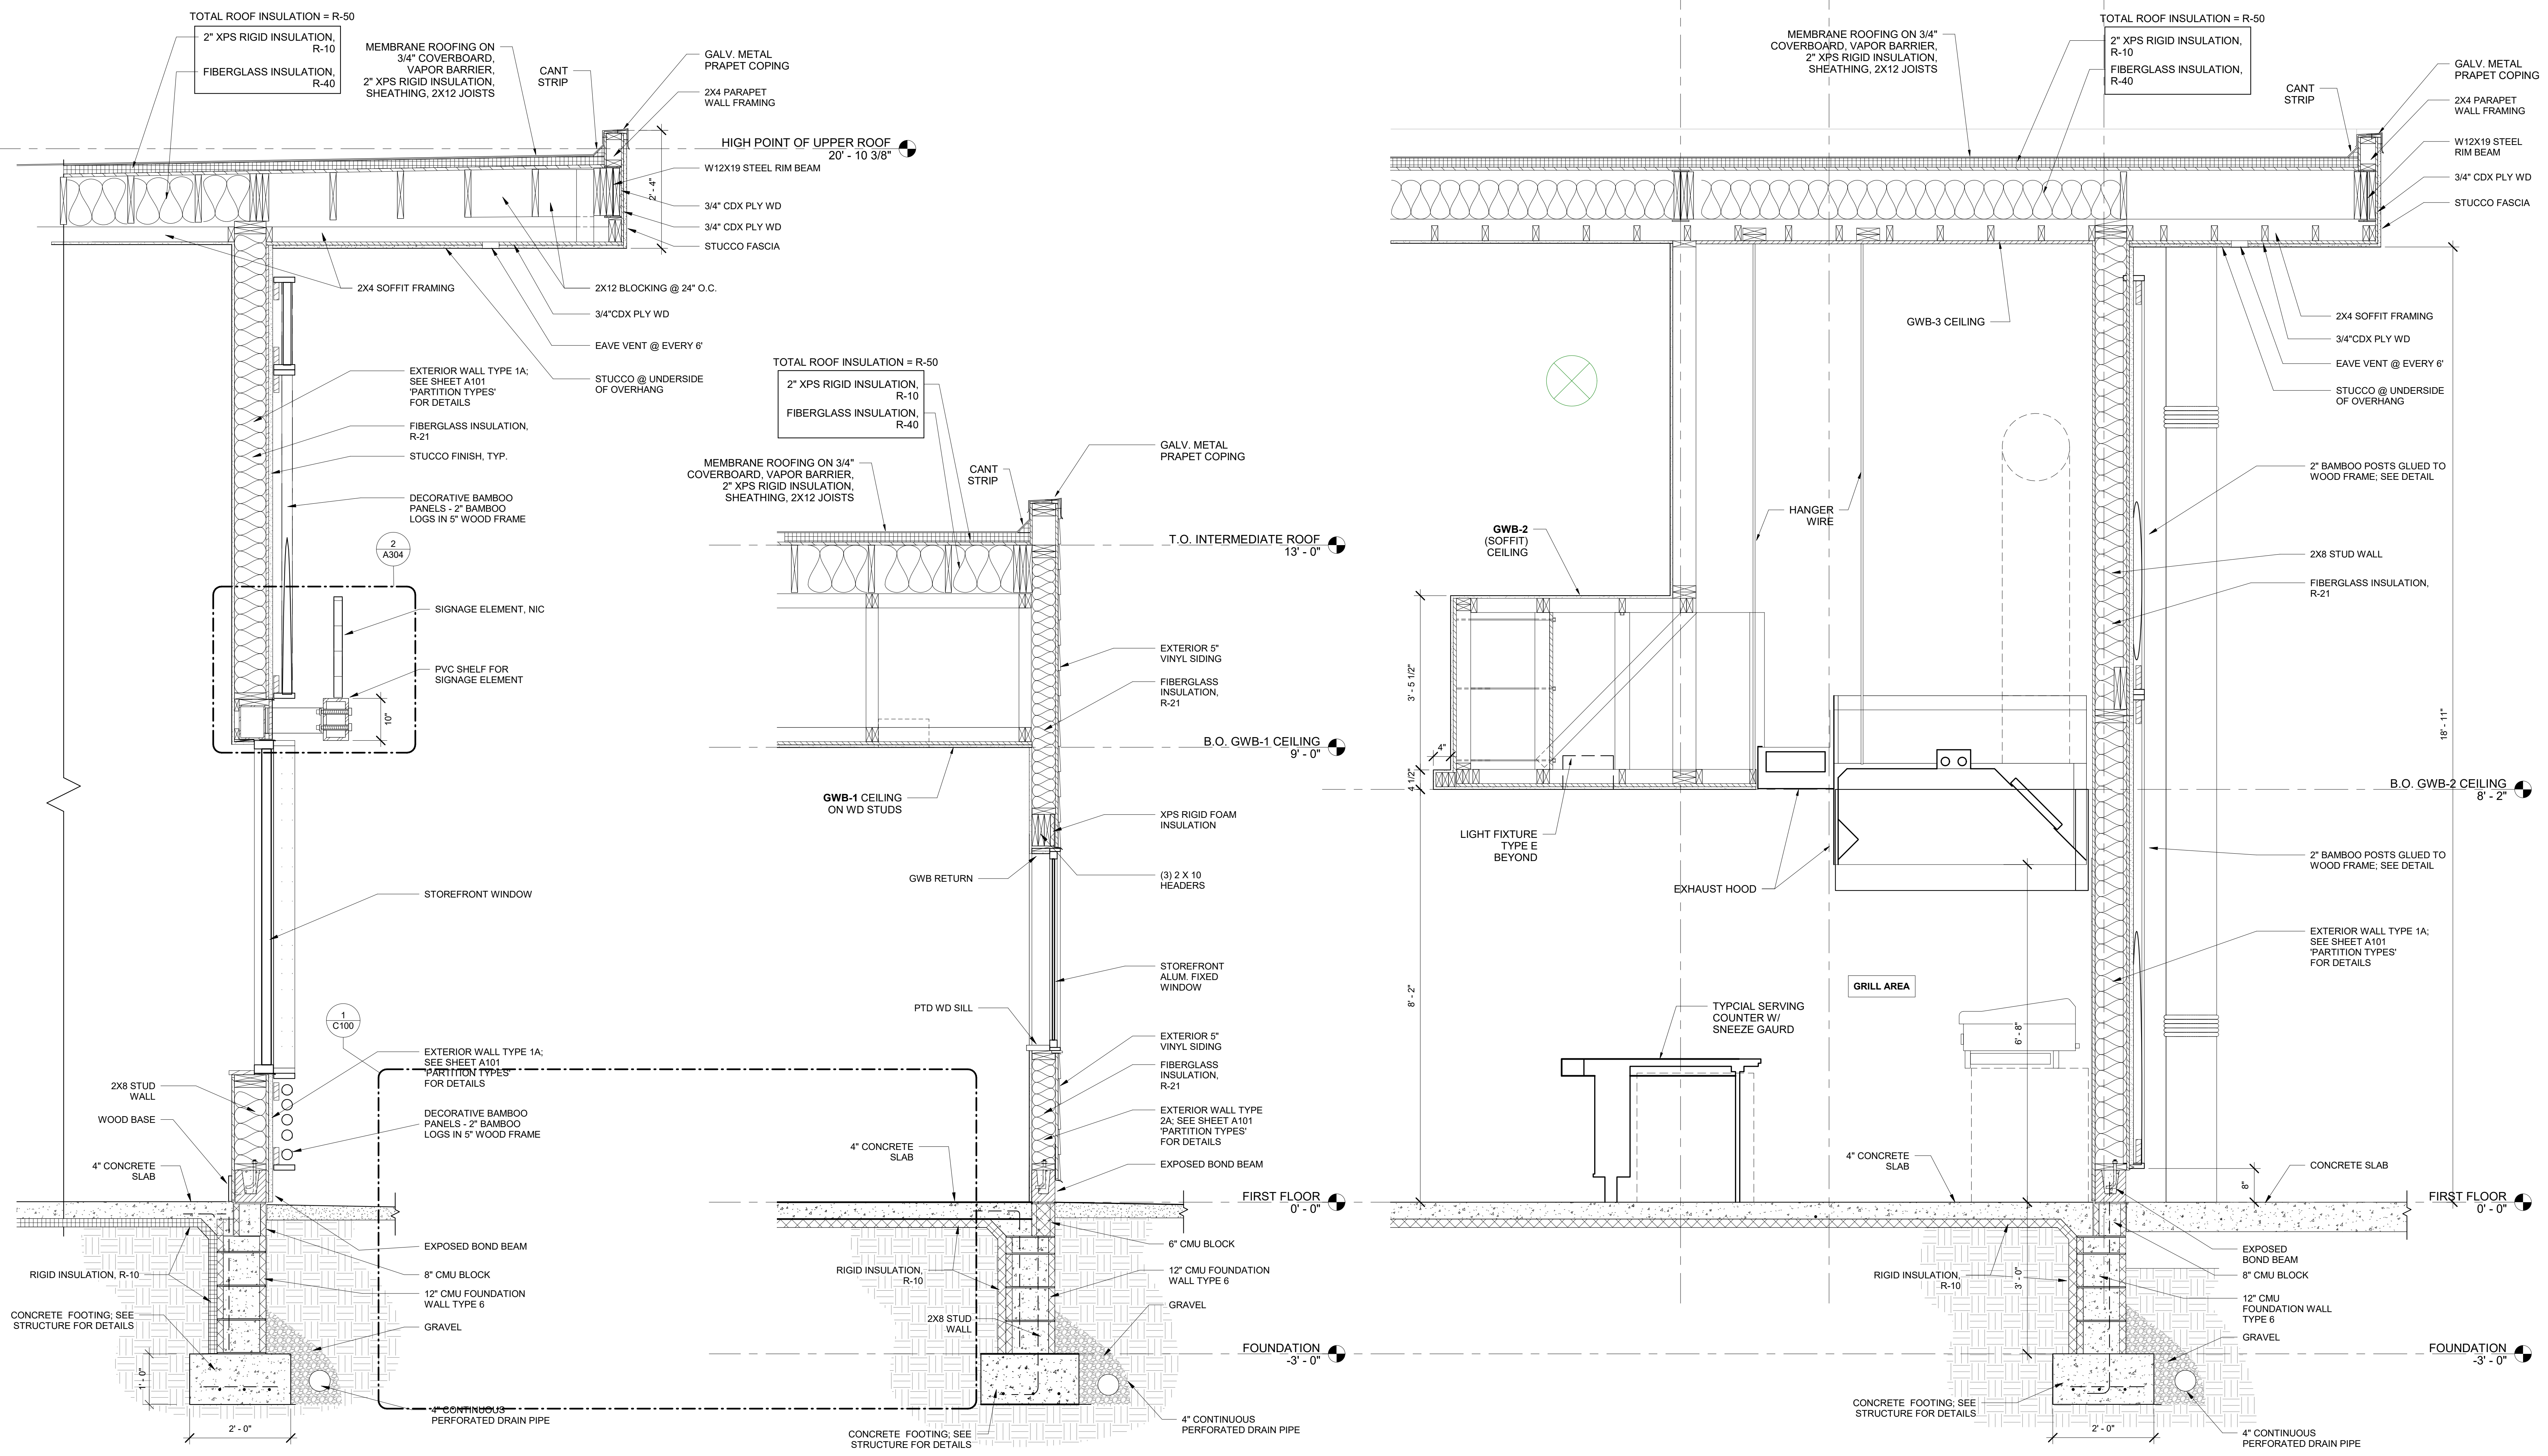 TOTAL ROOF INSULATION = R-50
2" XPS RIGID INSULATION,
R-10
FIBERGLASS INSULATION,
R-40
MEMBRANE ROOFING ON
3/4" COVERBOARD,
VAPOR BARRIER,
2" XPS RIGID INSULATION,
SHEATHING, 2X12 JOISTS
CANT
STRIP
GALV. METAL
PRAPET COPING
2X4 PARAPET
WALL FRAMING
HIGH POINT OF UPPER ROOF
20' - 10 3/8"
W12X19 STEEL RIM BEAM
2' - 4"
3/4" CDX PLY WD
3/4" CDX PLY WD
STUCCO FASCIA
2X4 SOFFIT FRAMING
2X12 BLOCKING @ 24" O.C.
3/4"CDX PLY WD
EAVE VENT @ EVERY 6'
STUCCO @ UNDERSIDE
OF OVERHANG
EXTERIOR WALL TYPE 1A;
SEE SHEET A101
'PARTITION TYPES'
FOR DETAILS
FIBERGLASS INSULATION,
R-21
STUCCO FINISH, TYP.
DECORATIVE BAMBOO
PANELS - 2" BAMBOO
LOGS IN 5" WOOD FRAME
2
A304
SIGNAGE ELEMENT, NIC
PVC SHELF FOR
SIGNAGE ELEMENT
10"
STOREFRONT WINDOW
1
C100
EXTERIOR WALL TYPE 1A;
SEE SHEET A101
'PARTITION TYPES'
FOR DETAILS
2X8 STUD
WALL
WOOD BASE
DECORATIVE BAMBOO
PANELS - 2" BAMBOO
LOGS IN 5" WOOD FRAME
4" CONCRETE
SLAB
EXPOSED BOND BEAM
RIGID INSULATION, R-10
8" CMU BLOCK
12" CMU FOUNDATION
WALL TYPE 6
CONCRETE FOOTING; SEE
STRUCTURE FOR DETAILS
GRAVEL
1' - 0"
4" CONTINUOUS
PERFORATED DRAIN PIPE
2' - 0"
TOTAL ROOF INSULATION = R-50
2" XPS RIGID INSULATION,
R-10
FIBERGLASS INSULATION,
R-40
MEMBRANE ROOFING ON 3/4"
COVERBOARD, VAPOR BARRIER,
2" XPS RIGID INSULATION,
SHEATHING, 2X12 JOISTS
CANT
STRIP
GALV. METAL
PRAPET COPING
T.O. INTERMEDIATE ROOF
13' - 0"
EXTERIOR 5"
VINYL SIDING
FIBERGLASS
INSULATION,
R-21
B.O. GWB-1 CEILING
9' - 0"
GWB-1 CEILING
ON WD STUDS
XPS RIGID FOAM
INSULATION
GWB RETURN
(3) 2 X 10
HEADERS
STOREFRONT
ALUM. FIXED
WINDOW
PTD WD SILL
EXTERIOR 5"
VINYL SIDING
FIBERGLASS
INSULATION,
R-21
EXTERIOR WALL TYPE
2A; SEE SHEET A101
'PARTITION TYPES'
FOR DETAILS
4" CONCRETE
SLAB
EXPOSED BOND BEAM
FIRST FLOOR
0' - 0"
6" CMU BLOCK
RIGID INSULATION,
R-10
12" CMU FOUNDATION
WALL TYPE 6
GRAVEL
2X8 STUD
WALL
FOUNDATION
-3' - 0"
4" CONTINUOUS
PERFORATED DRAIN PIPE
CONCRETE FOOTING; SEE
STRUCTURE FOR DETAILS
MEMBRANE ROOFING ON 3/4"
COVERBOARD, VAPOR BARRIER,
2" XPS RIGID INSULATION,
SHEATHING, 2X12 JOISTS
TOTAL ROOF INSULATION = R-50
2" XPS RIGID INSULATION,
R-10
FIBERGLASS INSULATION,
R-40
CANT
STRIP
GALV. METAL
PRAPET COPING
2X4 PARAPET
WALL FRAMING
W12X19 STEEL
RIM BEAM
3/4" CDX PLY WD
STUCCO FASCIA
GWB-3 CEILING
2X4 SOFFIT FRAMING
3/4"CDX PLY WD
EAVE VENT @ EVERY 6'
STUCCO @ UNDERSIDE
OF OVERHANG
2" BAMBOO POSTS GLUED TO
WOOD FRAME; SEE DETAIL
HANGER
WIRE
GWB-2
(SOFFIT)
CEILING
2X8 STUD WALL
FIBERGLASS INSULATION,
R-21
3' - 5 1/2"
4"
4 1/2"
18' - 11"
B.O. GWB-2 CEILING
8' - 2"
LIGHT FIXTURE
TYPE E
BEYOND
EXHAUST HOOD
2" BAMBOO POSTS GLUED TO
WOOD FRAME; SEE DETAIL
EXTERIOR WALL TYPE 1A;
SEE SHEET A101
'PARTITION TYPES'
FOR DETAILS
8' - 2"
GRILL AREA
TYPCIAL SERVING
COUNTER W/
SNEEZE GAURD
6' - 8"
4" CONCRETE
SLAB
8"
CONCRETE SLAB
FIRST FLOOR
0' - 0"
EXPOSED
BOND BEAM
RIGID INSULATION,
R-10
3' - 0"
8" CMU BLOCK
12" CMU
FOUNDATION WALL
TYPE 6
GRAVEL
FOUNDATION
-3' - 0"
CONCRETE FOOTING; SEE
STRUCTURE FOR DETAILS
2' - 0"
4" CONTINUOUS
PERFORATED DRAIN PIPE